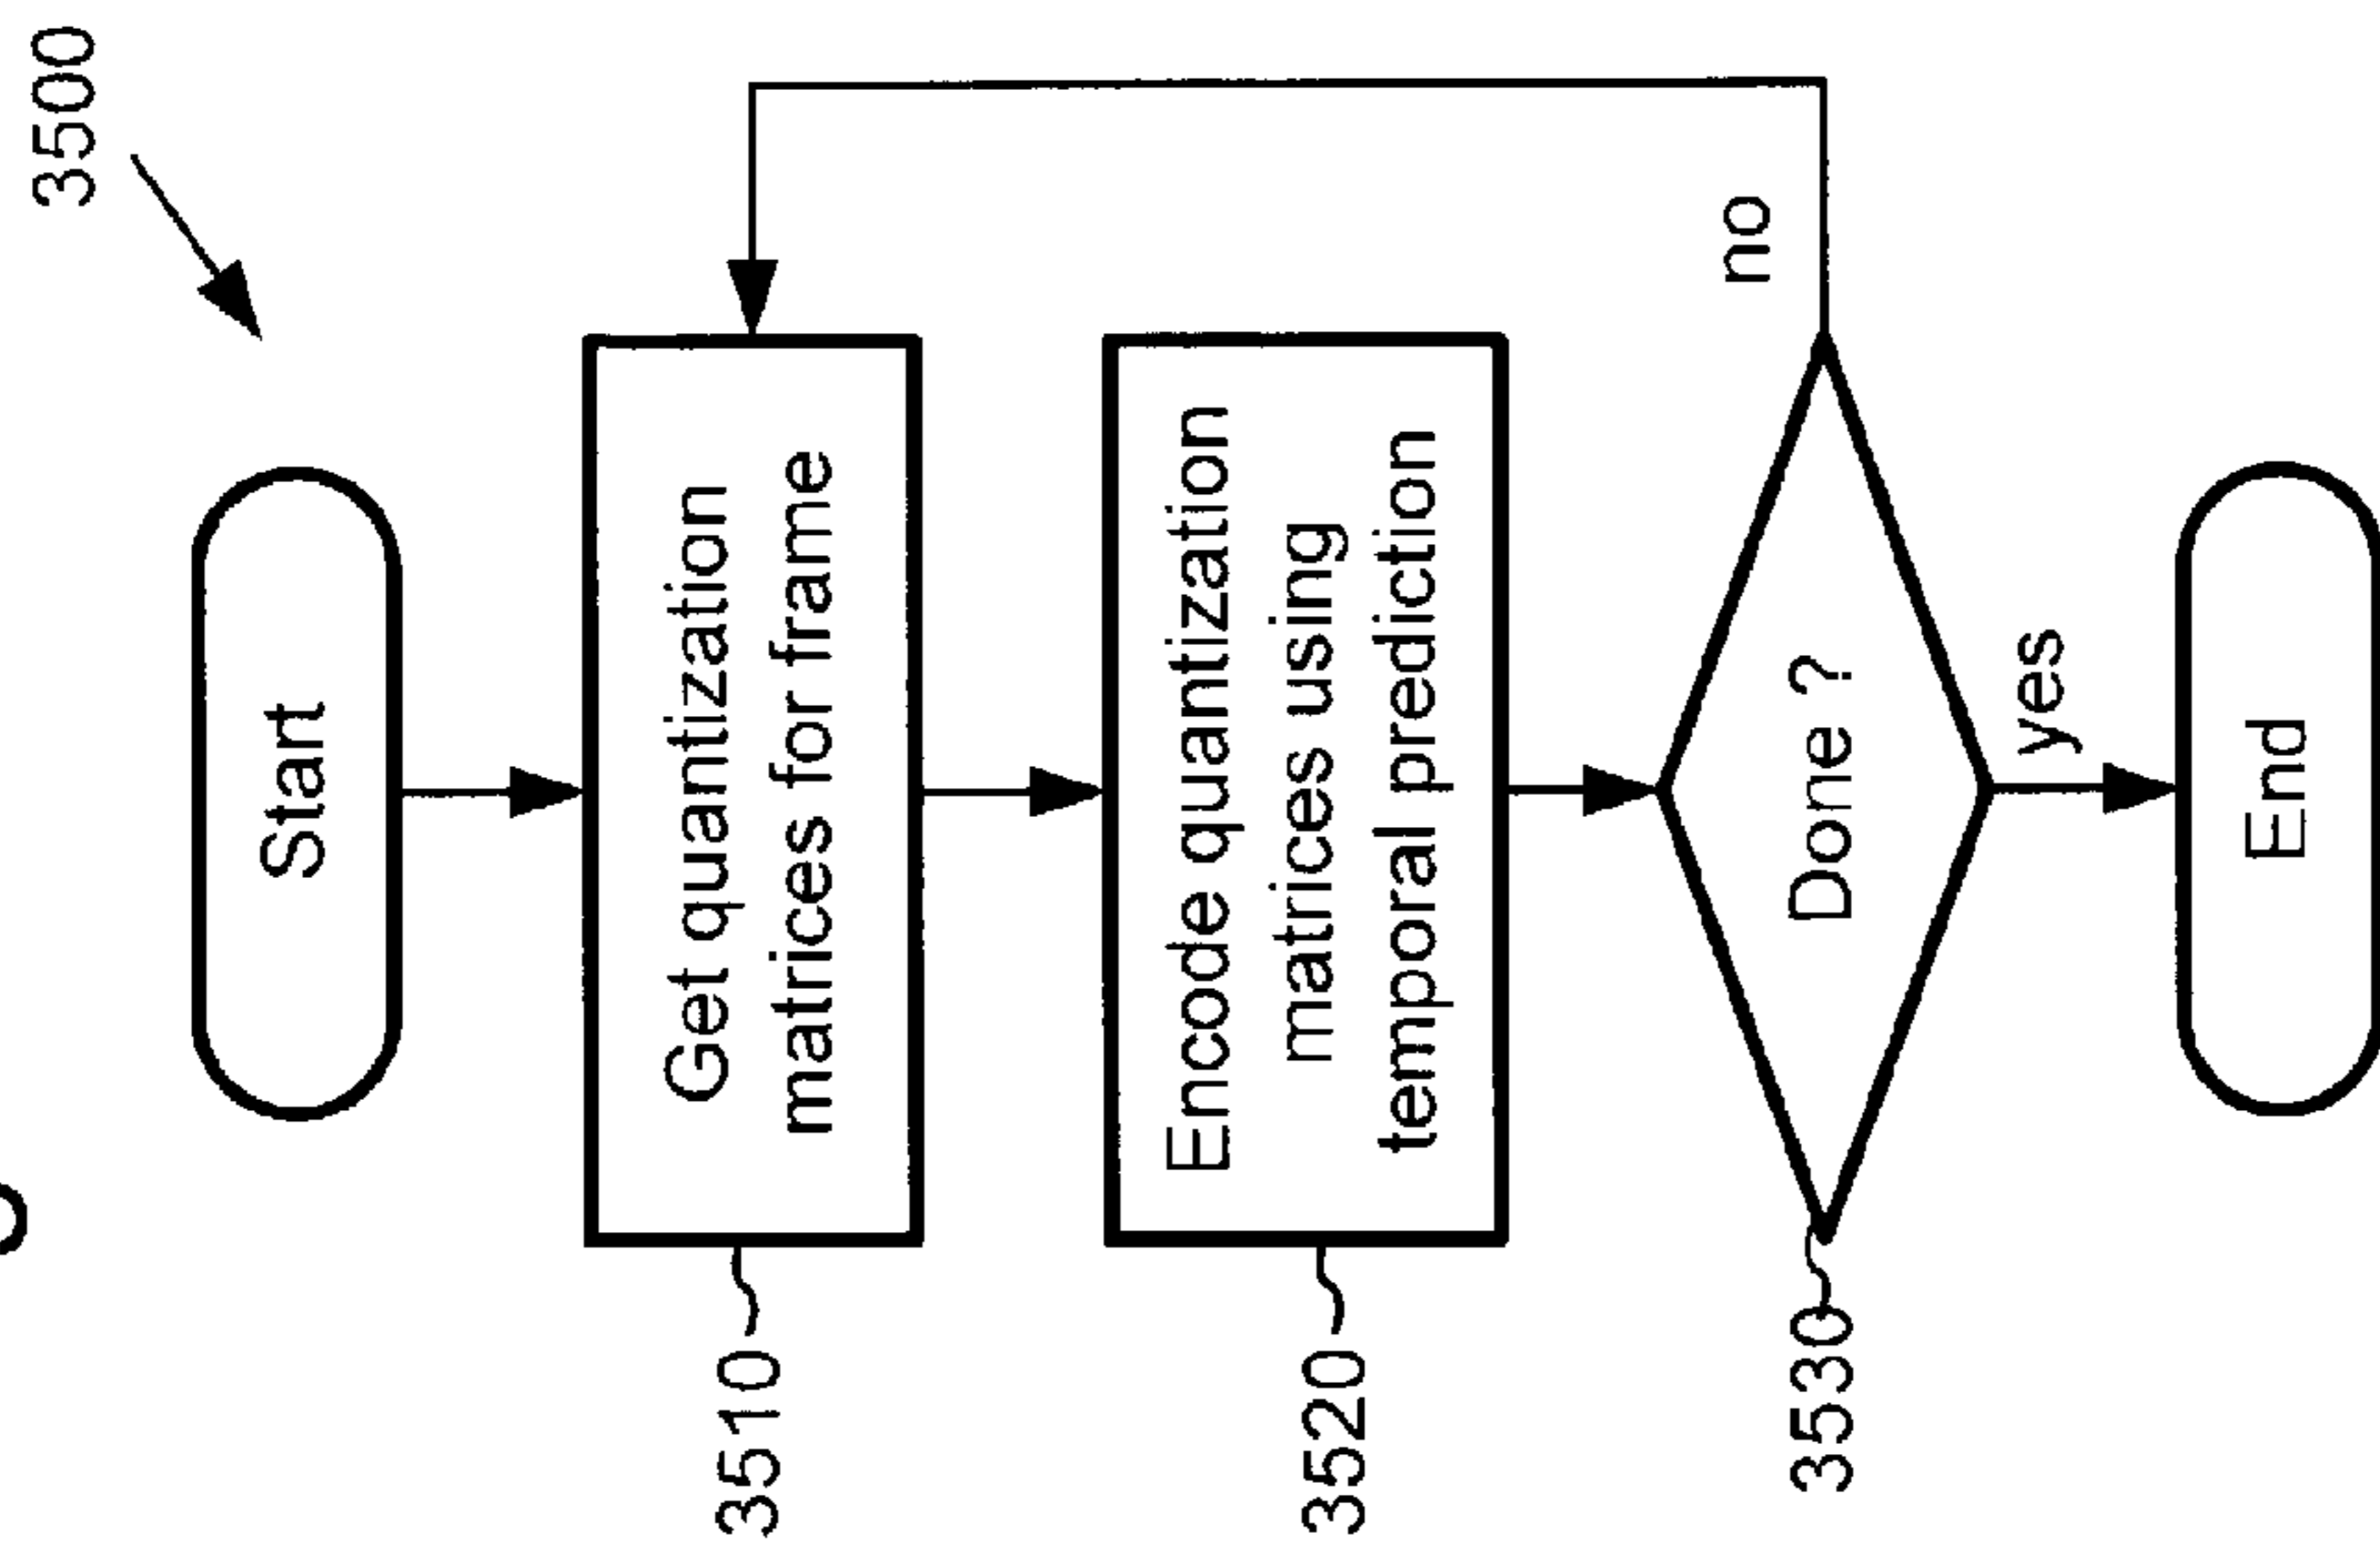 3500
Start
Get quantization
matrices for frame
3510
Encode quantization
matrices using
temporal prediction
3520
Done ?
3530
no
yes
End